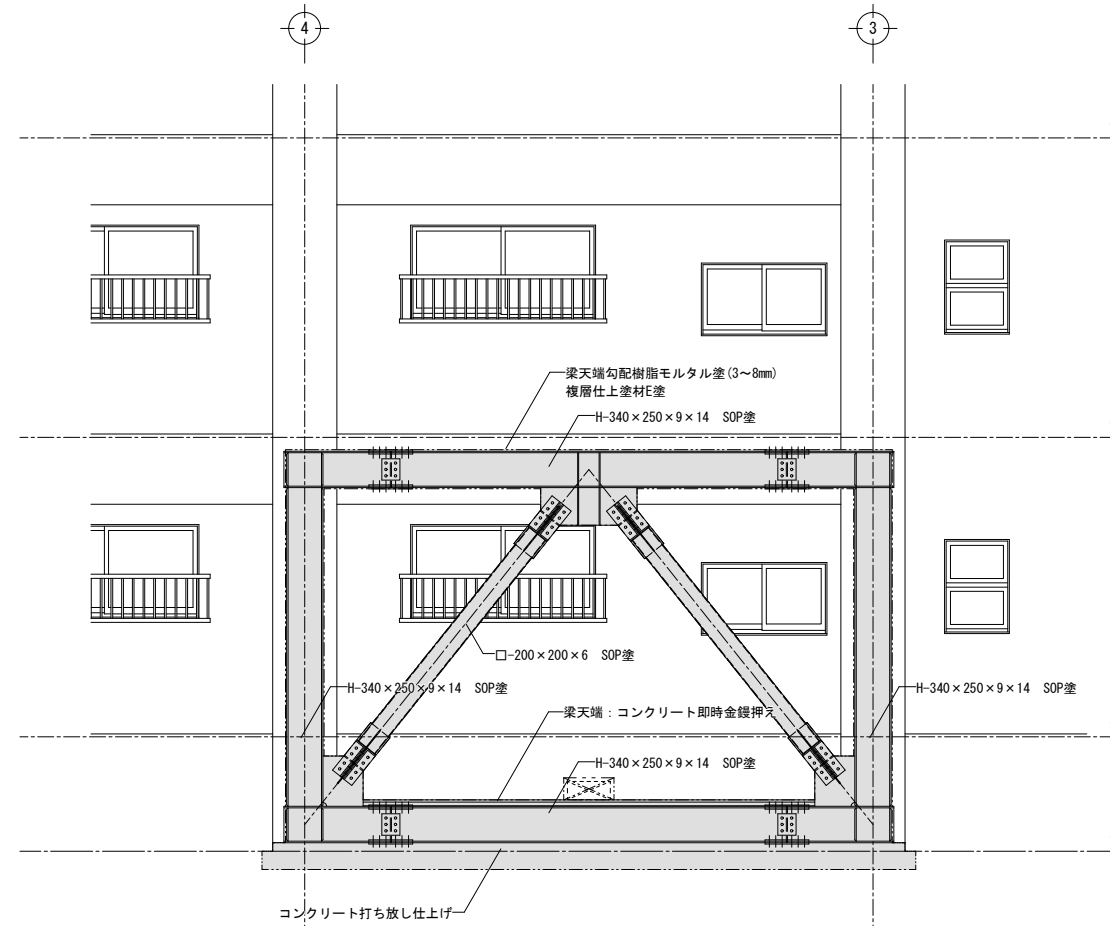 4
3
梁天端勾配樹脂モルタル塗(3～8mm)
複層仕上塗材E塗
H-340×250×9×14　SOP塗
□-200×200×6　SOP塗
H-340×250×9×14　SOP塗
H-340×250×9×14　SOP塗
梁天端：コンクリート即時金鏝押え
H-340×250×9×14　SOP塗
コンクリート打ち放し仕上げ